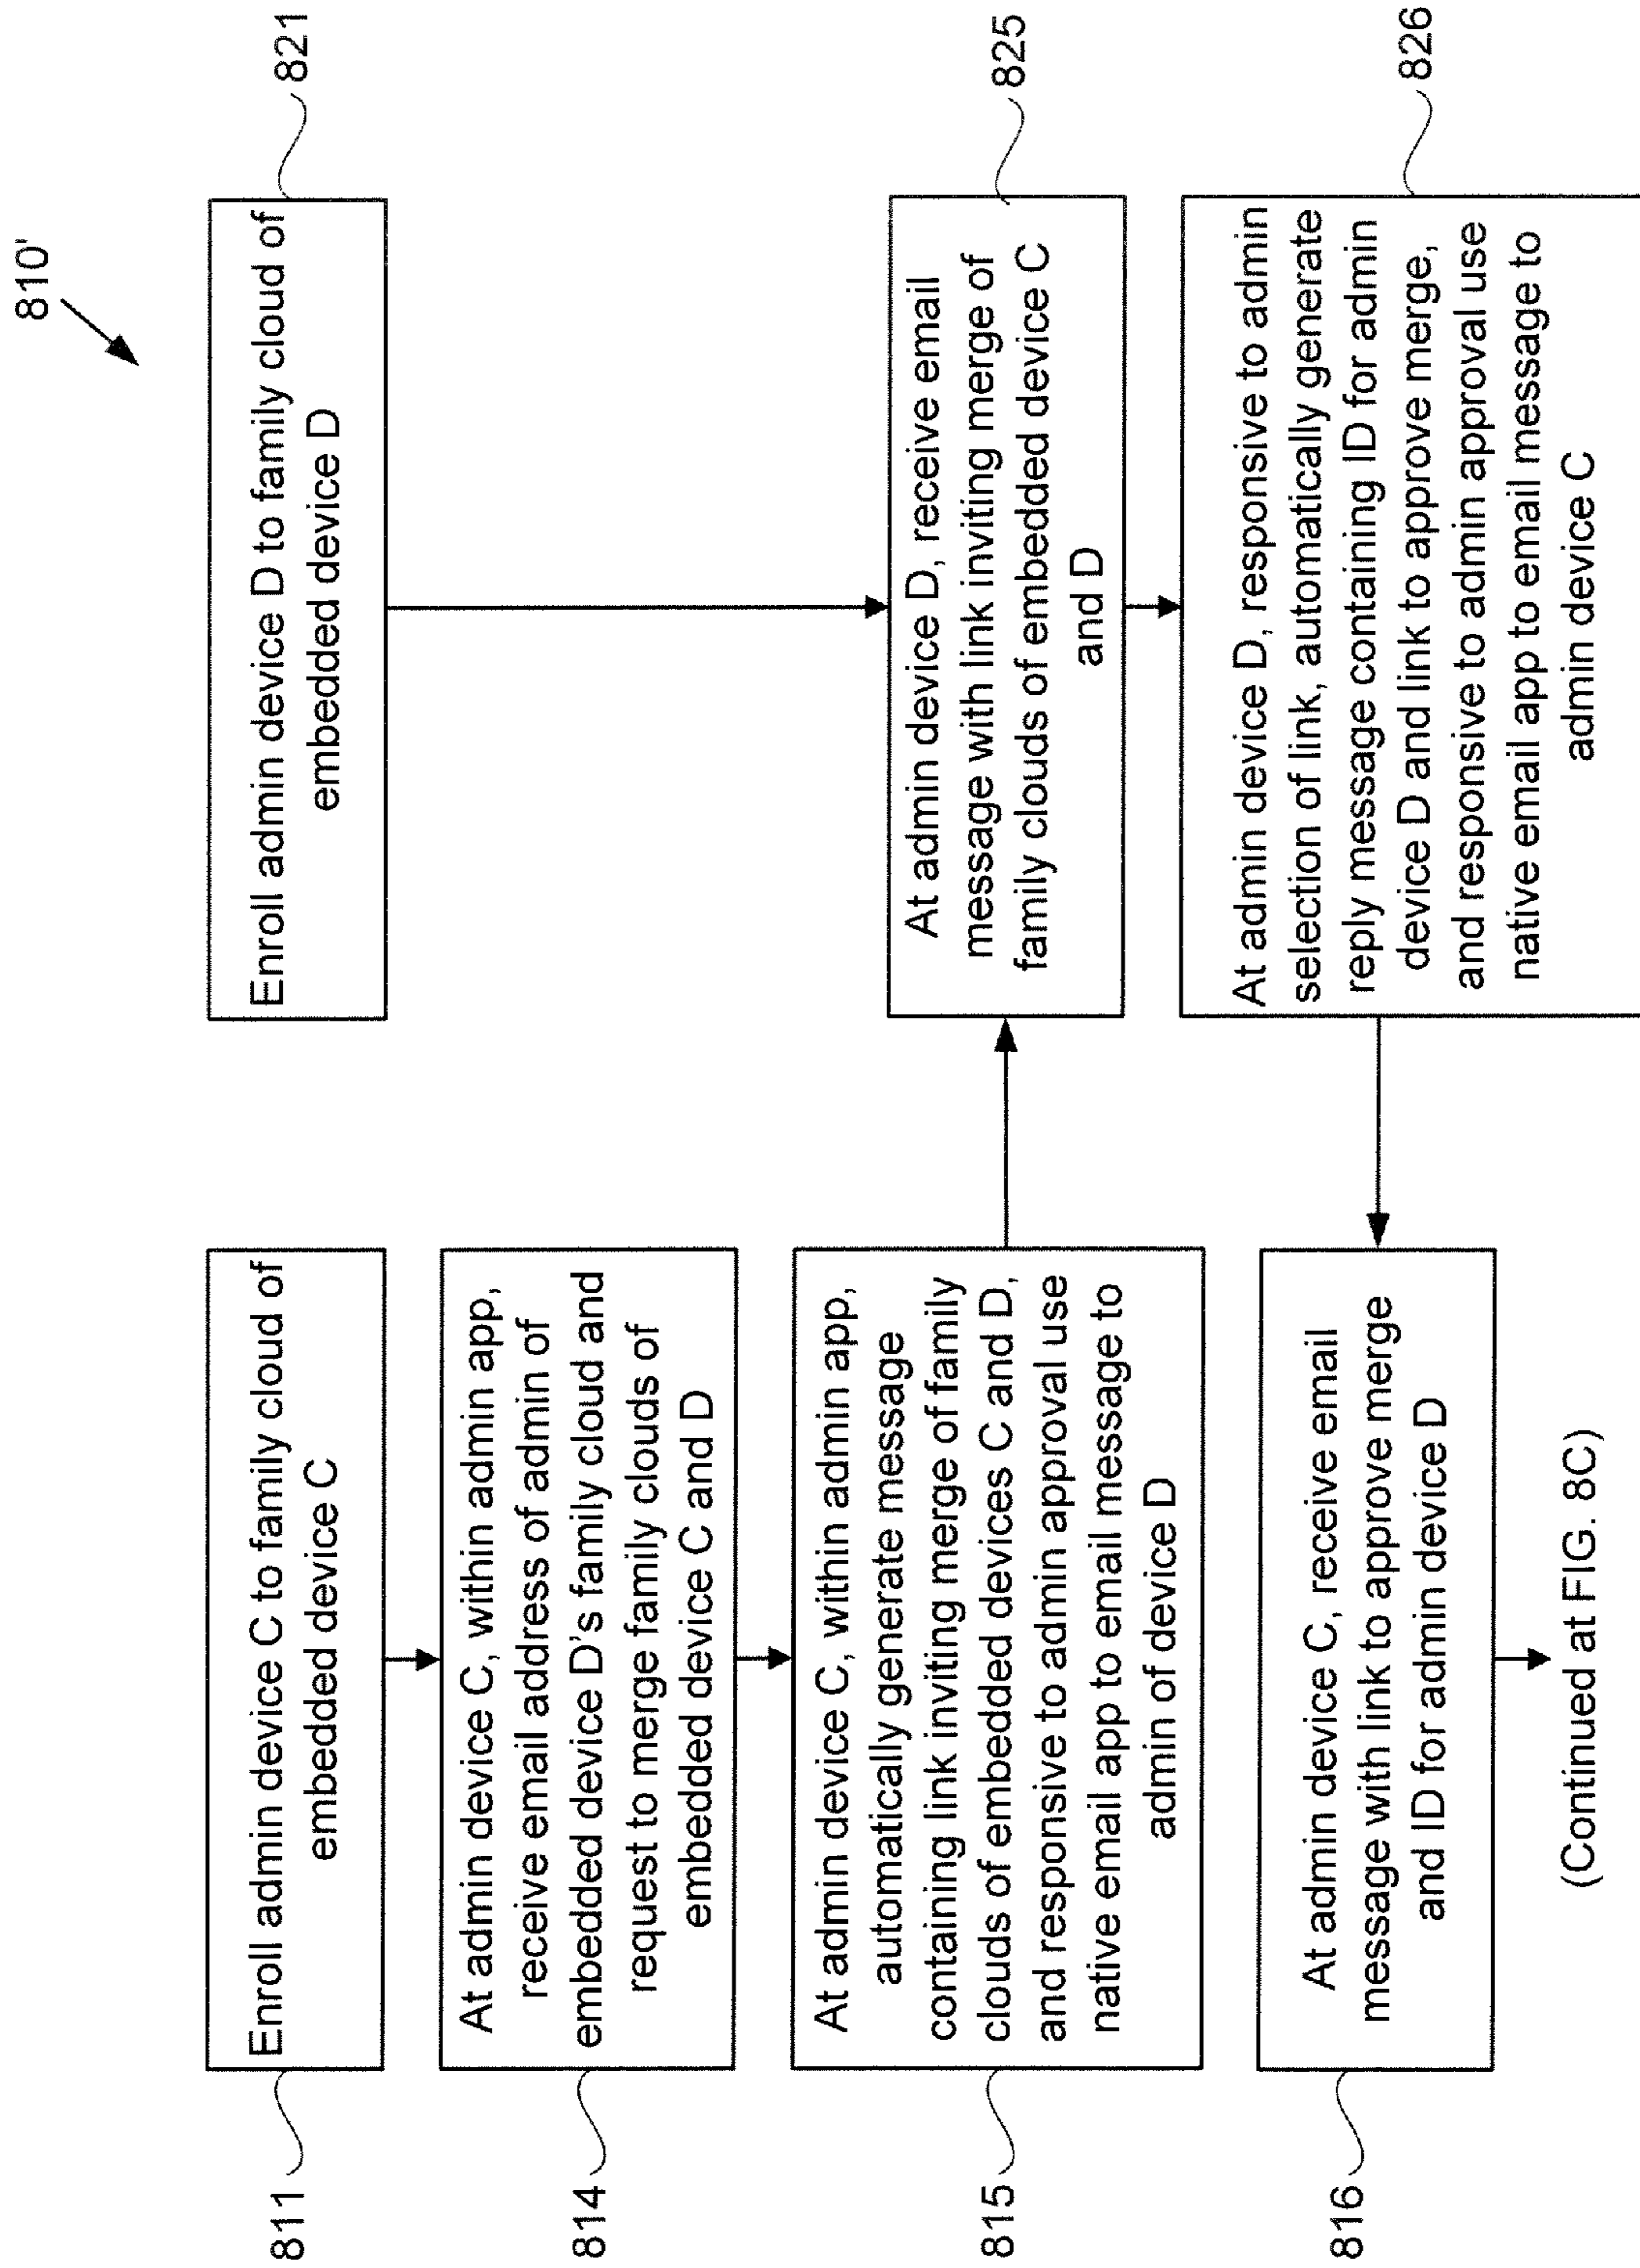 810'
811
Enroll admin device C to family cloud of
embedded device C
814
At admin device C, within admin app,
receive email address of admin of
embedded device D's family cloud and
request to merge family clouds of
embedded device C and D
815
At admin device C, within admin app,
automatically generate message
containing link inviting merge of family
clouds of embedded devices C and D,
and responsive to admin approval use
native email app to email message to
admin of device D
816
At admin device C, receive email
message with link to approve merge
and ID for admin device D
(Continued at FIG. 8C)
821
Enroll admin device D to family cloud of
embedded device D
825
At admin device D, receive email
message with link inviting merge of
family clouds of embedded device C
and D
826
At admin device D, responsive to admin
selection of link, automatically generate
reply message containing ID for admin
device D and link to approve merge,
and responsive to admin approval use
native email app to email message to
admin device C